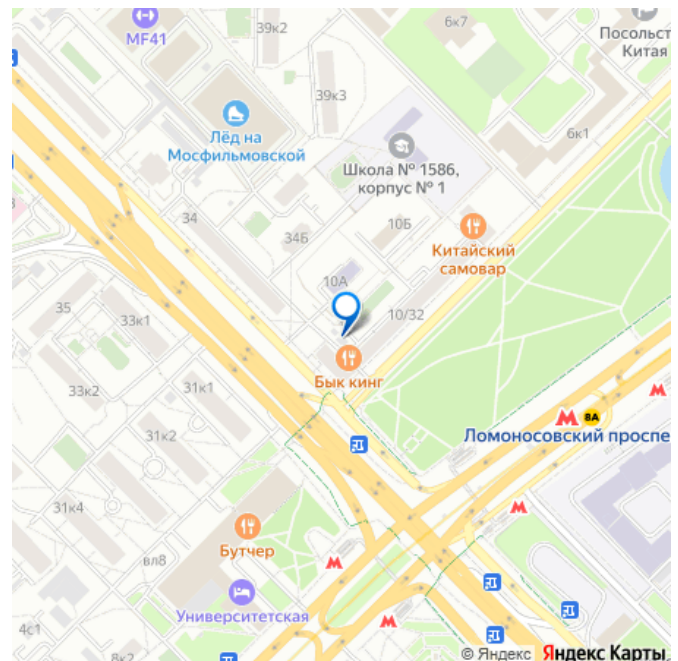 6к7
MF41
39к2
Посольст
Китая
39к3
Лёд на
Мосфильмовской
6к1
Школа № 1586,
корпус № 1
34
10Б
34Б
Китайский
самовар
10А
35
33к1
10/32
Бык кинг
33к2
31к1
8А
31к2
Ломоносовский проспе
31к4
Бутчер
вл8
Университетская
4с1
8к2
© Яндекс Яндекс Карты